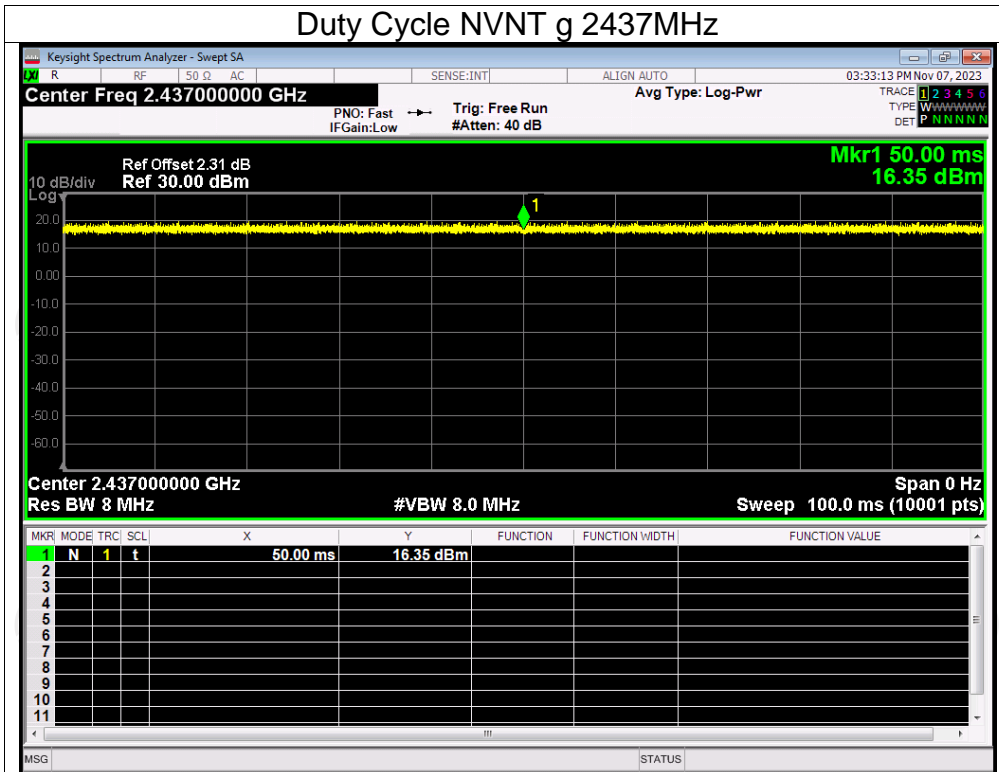 Duty Cycle NVNT g 2437MHz
Keysight Spectrum Analyzer - Swept SA
LXI R RF 50 Ω AC SENSE:INT ALIGN AUTO 03:33:13 PM Nov 07, 2023
Center Freq 2.437000000 GHz Avg Type: Log-Pwr TRACE 1 2 3 4 5 6
PNO: Fast Trig: Free Run TYPE WWWWWW
IFGain:Low #Atten: 40 dB DET P N N N N N
Mkr1 50.00 ms
Ref Offset 2.31 dB
10 dB/div Ref 30.00 dBm 16.35 dBm
Log
1
20.0
10.0
0.00
-10.0
-20.0
-30.0
-40.0
-50.0
-60.0
Center 2.437000000 GHz Span 0 Hz
Res BW 8 MHz #VBW 8.0 MHz Sweep 100.0 ms (10001 pts)
MKR MODE TRC SCL X Y FUNCTION FUNCTION WIDTH FUNCTION VALUE
1 N 1 t 50.00 ms 16.35 dBm
2
3
4
5
6
7
8
9
10
11
MSG STATUS